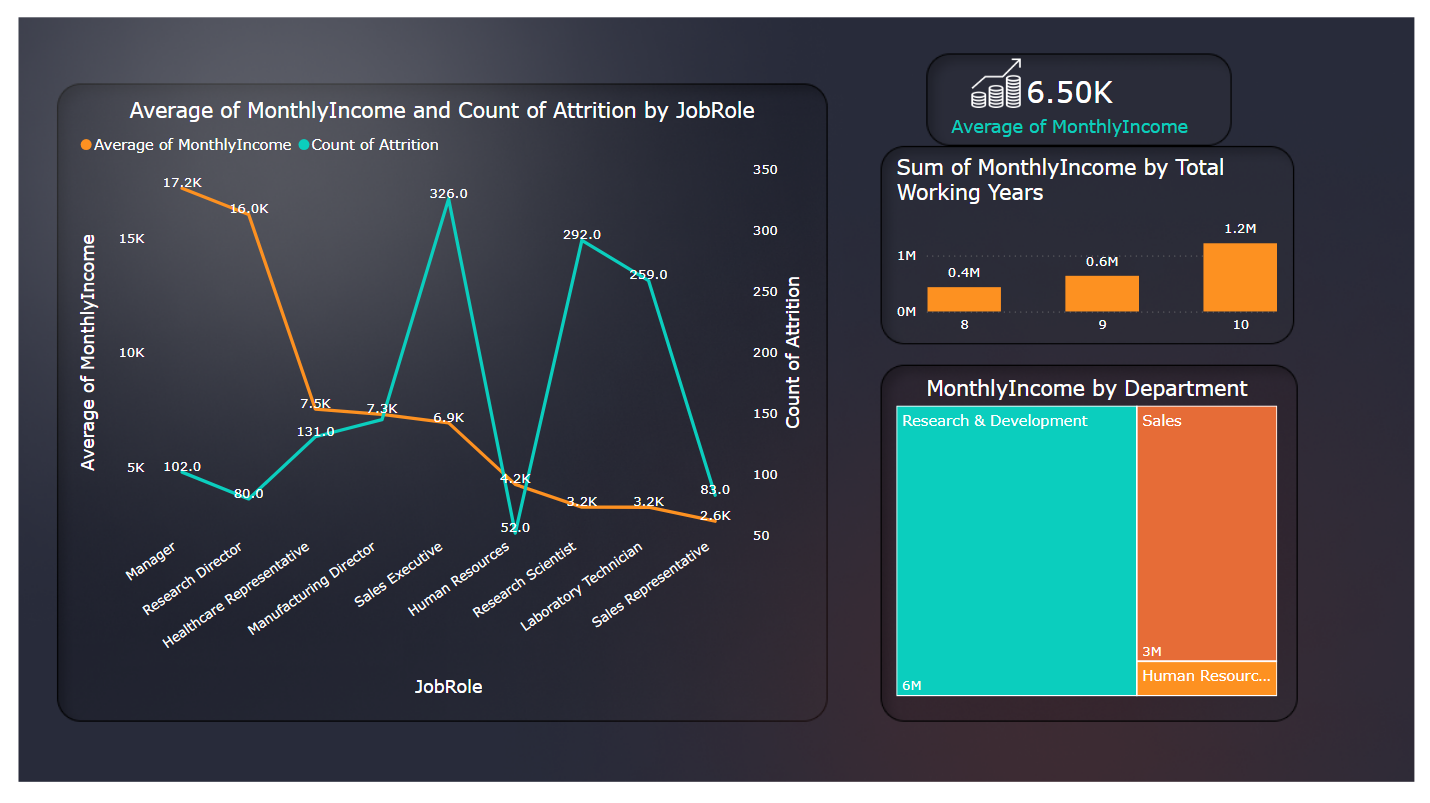 Average of MonthlyIncome and Count of Attrition by JobRole
Average of MonthlyIncome Count of Attrition
Average of MonthlyIncome
15K
10K
5K
17.2K
16.0K
7.5K
7.3K
6.9K
4.2K
3.2K
3.2K
2.6K
102.0
80.0
131.0
326.0
52.0
292.0
259.0
83.0
350
300
250
200
150
100
50
Count of Attrition
Manager
Research Director
Healthcare Representative
Manufacturing Director
Sales Executive
Human Resources
Research Scientist
Laboratory Technician
Sales Representative
JobRole
6.50K
Average of MonthlyIncome
Sum of MonthlyIncome by Total
Working Years
1M
0M
0.4M
0.6M
1.2M
8
9
10
MonthlyIncome by Department
Research & Development
6M
Sales
3M
Human Resourc...